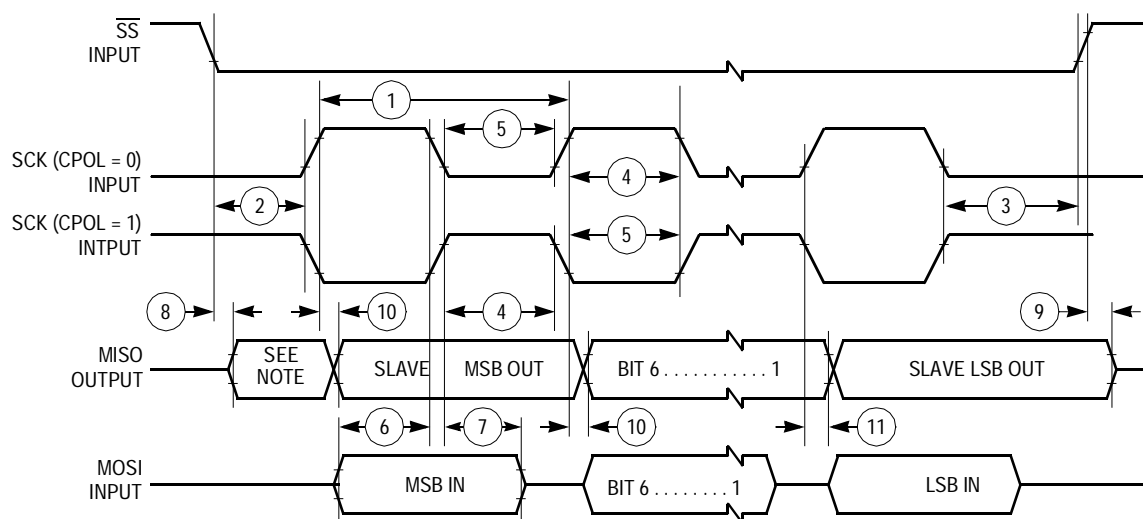 SS
INPUT
1
5
SCK (CPOL = 0)
INPUT
4
2
3
SCK (CPOL = 1)
INTPUT
5
8
10
4
9
MISO
OUTPUT
SEE
NOTE
SLAVE
MSB OUT
BIT 6 . . . . . . . . . . . 1
SLAVE LSB OUT
6
7
10
11
MOSI
INPUT
MSB IN
BIT 6 . . . . . . . . 1
LSB IN